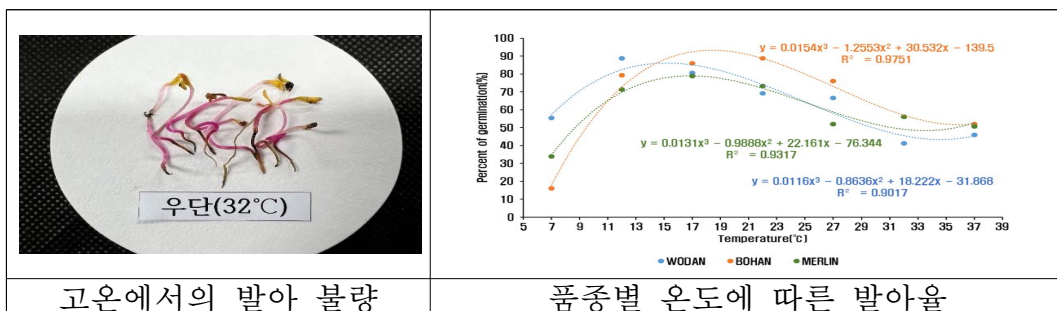 우단(32℃)
고온에서의 발아 불량
100
90
80
70
60
50
40
30
20
10
0
Percent of germination(%)
y = 0.0154x³ − 1.2553x² + 30.532x − 139.5
R² = 0.9751
y = 0.0131x³ − 0.9888x² + 22.161x − 76.344
R² = 0.9317
y = 0.0116x³ − 0.8636x² + 18.222x − 31.868
R² = 0.9017
5 7 9 11 13 15 17 19 21 23 25 27 29 31 33 35 37 39
Temperature(℃)
WODAN BOHAN MERLIN
품종별 온도에 따른 발아율